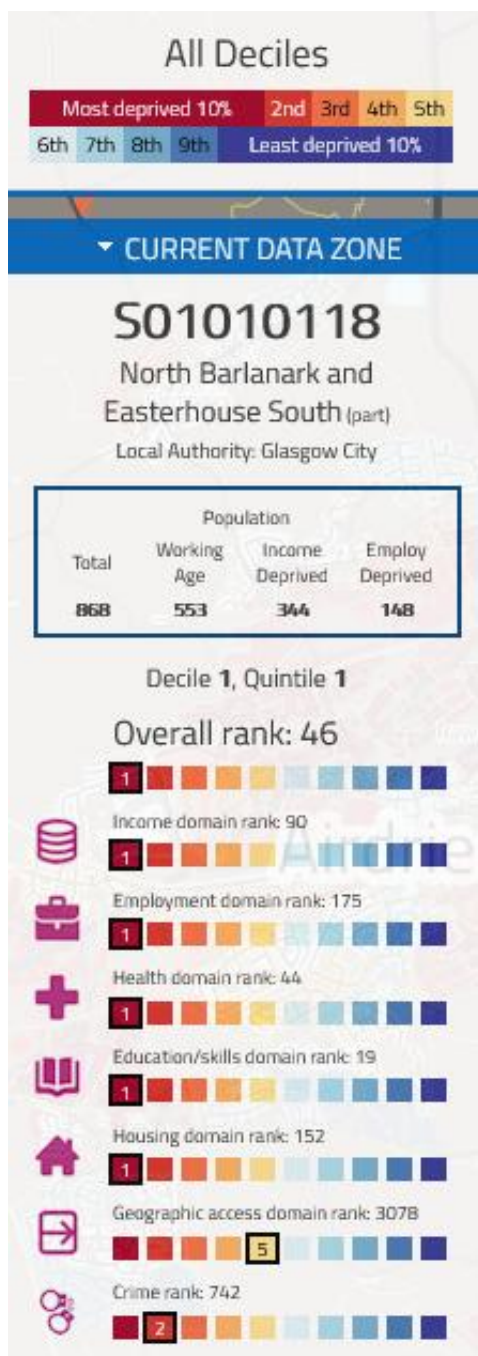 All Deciles
Most deprived 10% 2nd 3rd 4th 5th
6th 7th 8th 9th Least deprived 10%
CURRENT DATA ZONE
S01010118
North Barlanark and
Easterhouse South (part)
Local Authority: Glasgow City
Population
Total Working Age Income Deprived Employ Deprived
868 553 344 148
Decile 1, Quintile 1
Overall rank: 46
1
Income domain rank: 90
Airdrie
1
Employment domain rank: 175
1
Health domain rank: 44
1
Education/skills domain rank: 19
1
Housing domain rank: 152
1
Geographic access domain rank: 3078
5
Crime rank: 742
2